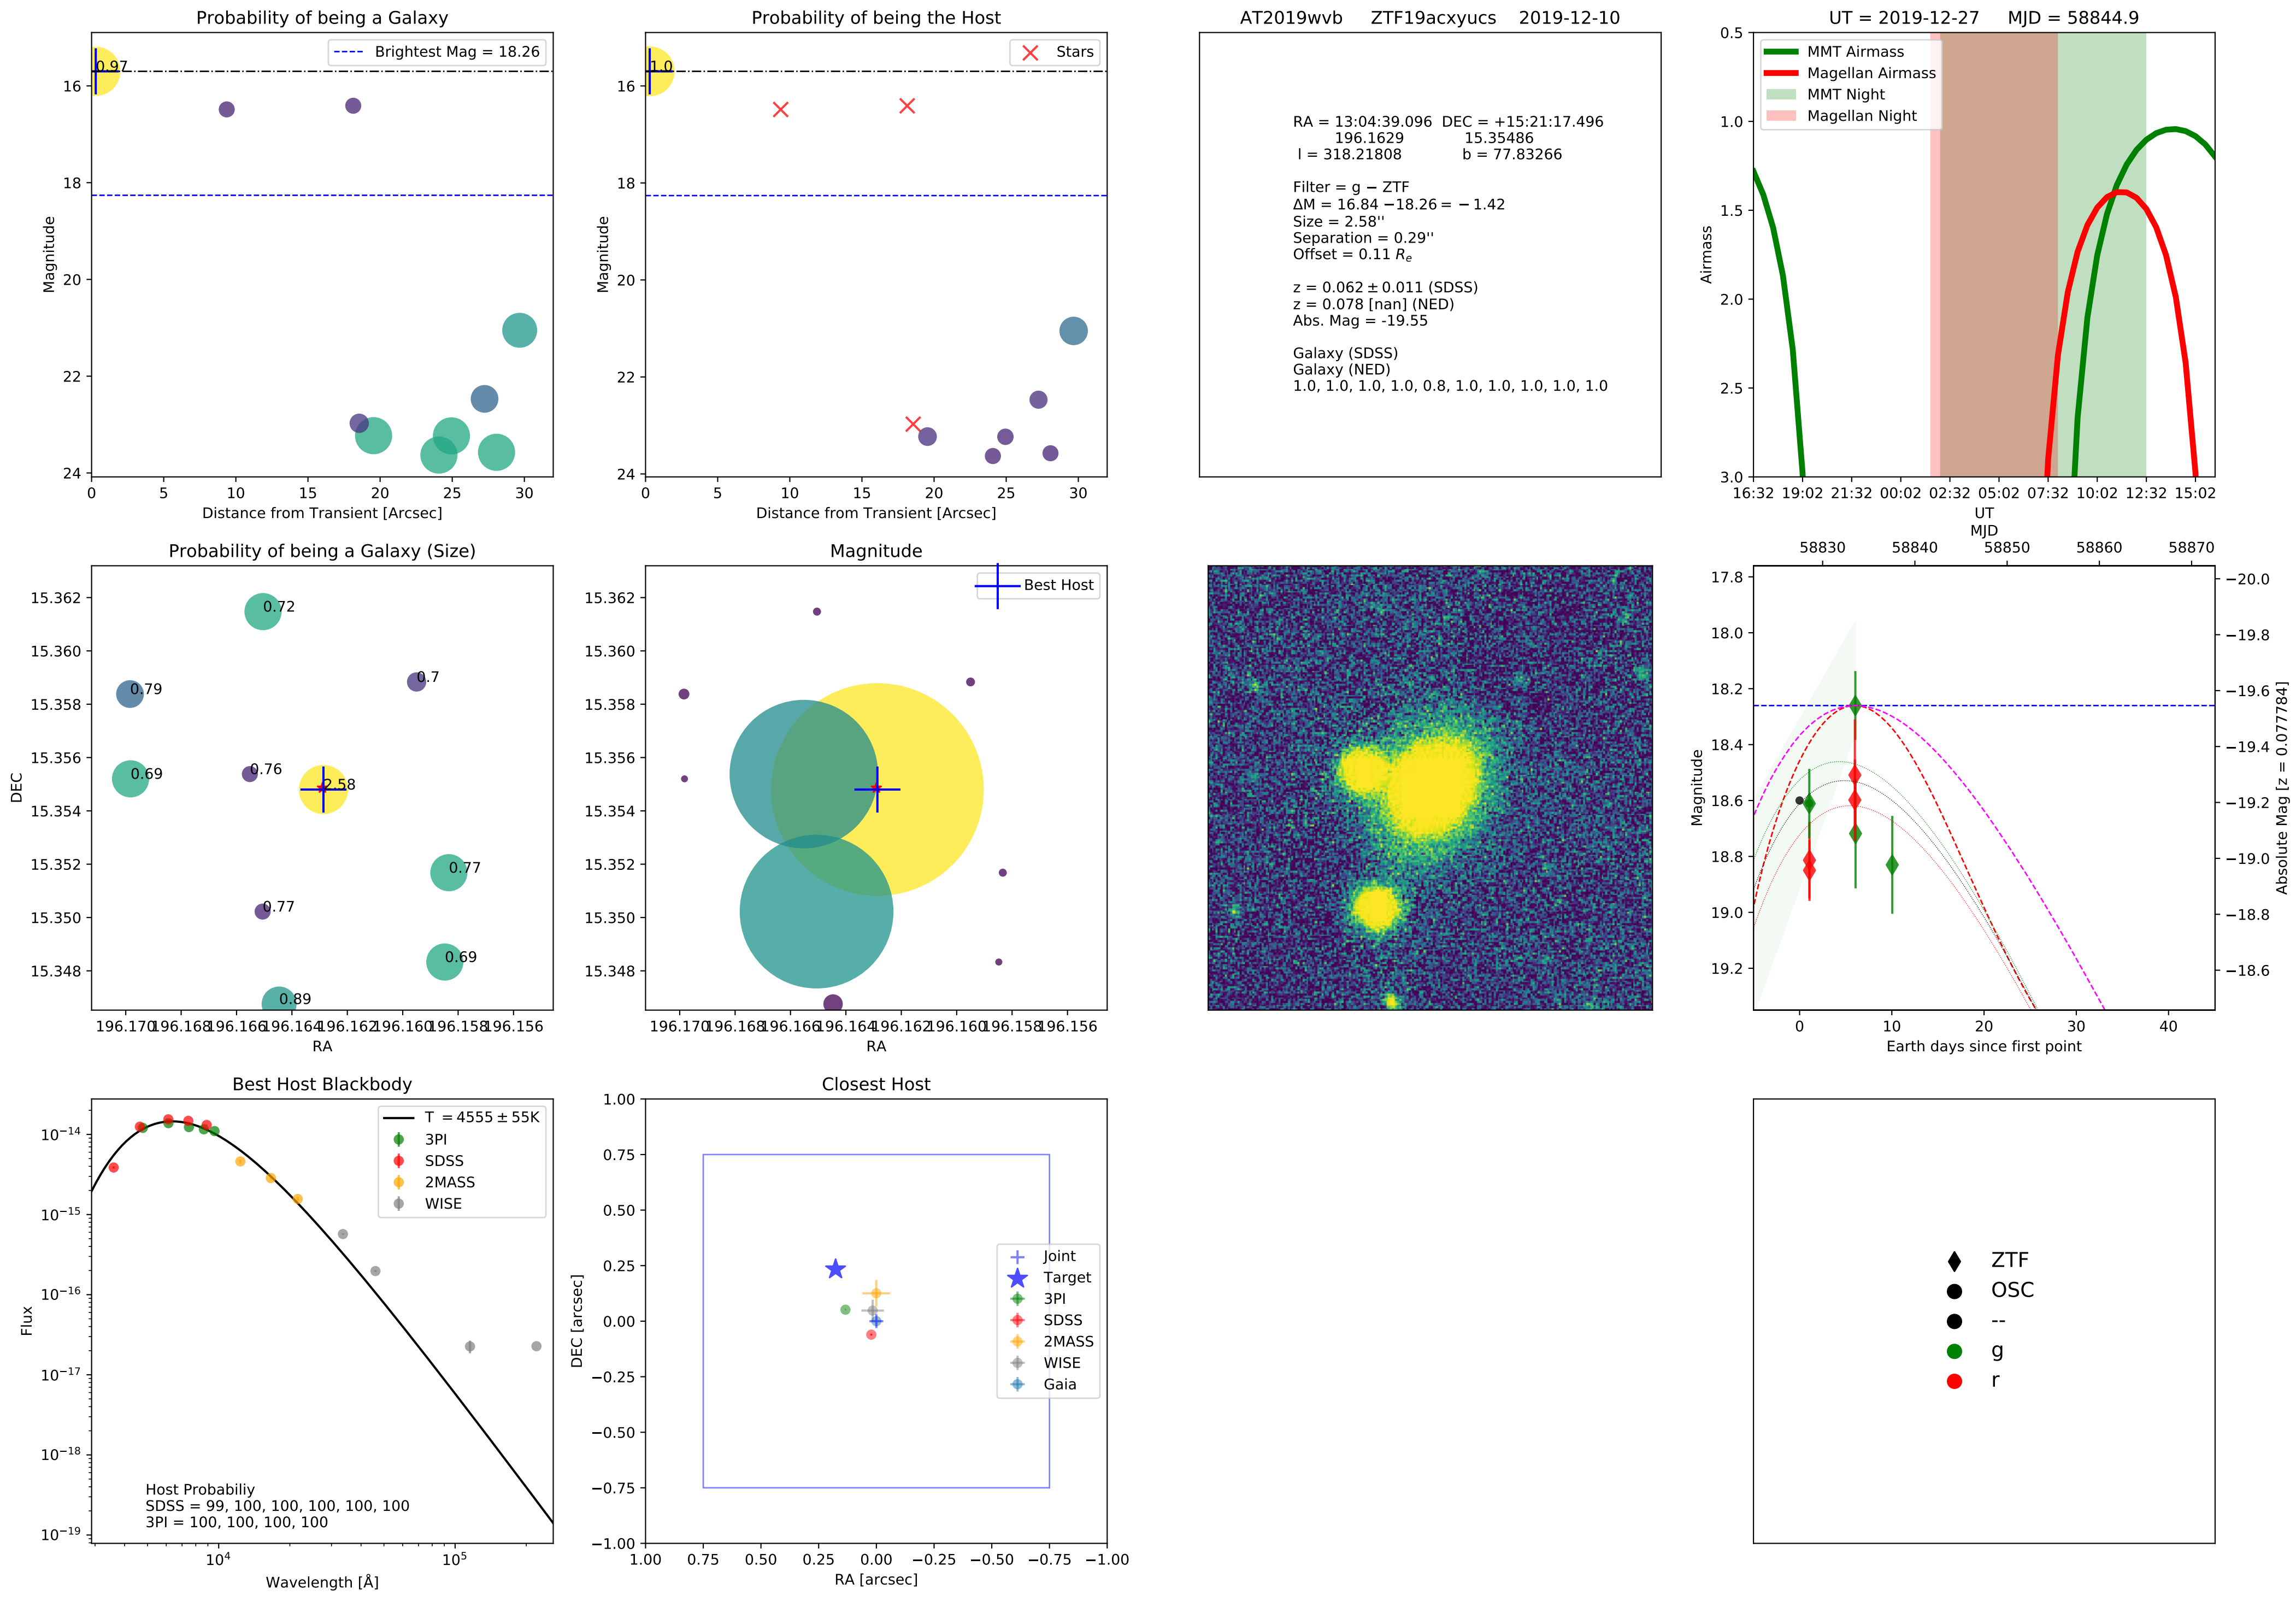 Probability of being a Galaxy
Brightest Mag = 18.26
0.97
Magnitude
16
18
20
22
24
0 5 10 15 20 25 30
Distance from Transient [Arcsec]
Probability of being the Host
Stars
1.0
Magnitude
16
18
20
22
24
0 5 10 15 20 25 30
Distance from Transient [Arcsec]
AT2019wvb ZTF19acxyucs 2019-12-10
RA = 13:04:39.096 DEC = +15:21:17.496
196.1629 15.35486
l = 318.21808 b = 77.83266
Filter = g − ZTF
ΔM = 16.84 −18.26 = −1.42
Size = 2.58''
Separation = 0.29''
Offset = 0.11 Re
z = 0.062 ± 0.011 (SDSS)
z = 0.078 [nan] (NED)
Abs. Mag = -19.55
Galaxy (SDSS)
Galaxy (NED)
1.0, 1.0, 1.0, 1.0, 0.8, 1.0, 1.0, 1.0, 1.0, 1.0
UT = 2019-12-27 MJD = 58844.9
MMT Airmass
Magellan Airmass
MMT Night
Magellan Night
Airmass
0.5
1.0
1.5
2.0
2.5
3.0
16:32 19:02 21:32 00:02 02:32 05:02 07:32 10:02 12:32 15:02
UT
Probability of being a Galaxy (Size)
DEC
15.362
15.360
15.358
15.356
15.354
15.352
15.350
15.348
0.72
0.7
0.79
0.76
0.69
2.58
0.77
0.77
0.69
0.89
196.170 196.168 196.166 196.164 196.162 196.160 196.158 196.156
RA
Magnitude
Best Host
15.362
15.360
15.358
15.356
15.354
15.352
15.350
15.348
196.170 196.168 196.166 196.164 196.162 196.160 196.158 196.156
RA
MJD
58830 58840 58850 58860 58870
Magnitude
17.8
18.0
18.2
18.4
18.6
18.8
19.0
19.2
−20.0
−19.8
−19.6
−19.4
−19.2
−19.0
−18.8
−18.6
Absolute Mag [z = 0.077784]
0 10 20 30 40
Earth days since first point
Best Host Blackbody
T = 4555 ± 55K
3PI
SDSS
2MASS
WISE
Flux
10−14
10−15
10−16
10−17
10−18
10−19
Host Probabiliy
SDSS = 99, 100, 100, 100, 100, 100
3PI = 100, 100, 100, 100
104 105
Wavelength [Å]
Closest Host
DEC [arcsec]
1.00
0.75
0.50
0.25
0.00
−0.25
−0.50
−0.75
−1.00
Joint
Target
3PI
SDSS
2MASS
WISE
Gaia
1.00 0.75 0.50 0.25 0.00 −0.25 −0.50 −0.75 −1.00
RA [arcsec]
ZTF
OSC
--
g
r